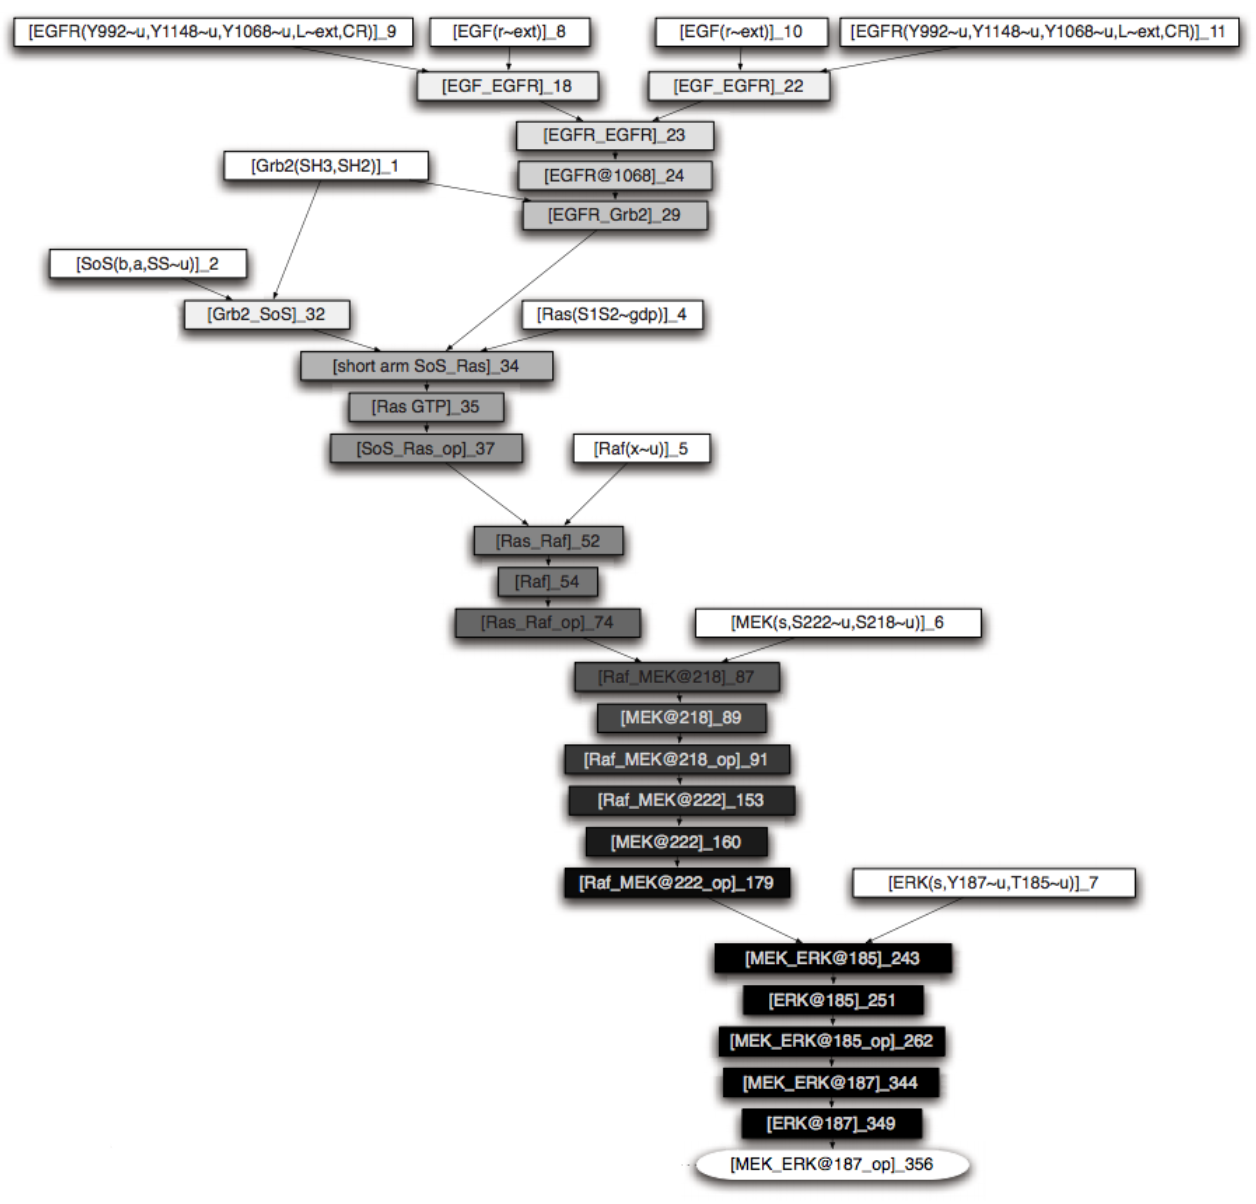 [EGFR(Y992~u,Y1148~u,Y1068~u,L~ext,CR)]_9
[EGF(r~ext)]_8
[EGF(r~ext)]_10
[EGFR(Y992~u,Y1148~u,Y1068~u,L~ext,CR)]_11
[EGF_EGFR]_18
[EGF_EGFR]_22
[EGFR_EGFR]_23
[Grb2(SH3,SH2)]_1
[EGFR@1068]_24
[EGFR_Grb2]_29
[SoS(b,a,SS~u)]_2
[Grb2_SoS]_32
[Ras(S1S2~gdp)]_4
[short arm SoS_Ras]_34
[Ras GTP]_35
[SoS_Ras_op]_37
[Raf(x~u)]_5
[Ras_Raf]_52
[Raf]_54
[Ras_Raf_op]_74
[MEK(s,S222~u,S218~u)]_6
[Raf_MEK@218]_87
[MEK@218]_89
[Raf_MEK@218_op]_91
[Raf_MEK@222]_153
[MEK@222]_160
[Raf_MEK@222_op]_179
[ERK(s,Y187~u,T185~u)]_7
[MEK_ERK@185]_243
[ERK@185]_251
[MEK_ERK@185_op]_262
[MEK_ERK@187]_344
[ERK@187]_349
[MEK_ERK@187_op]_356